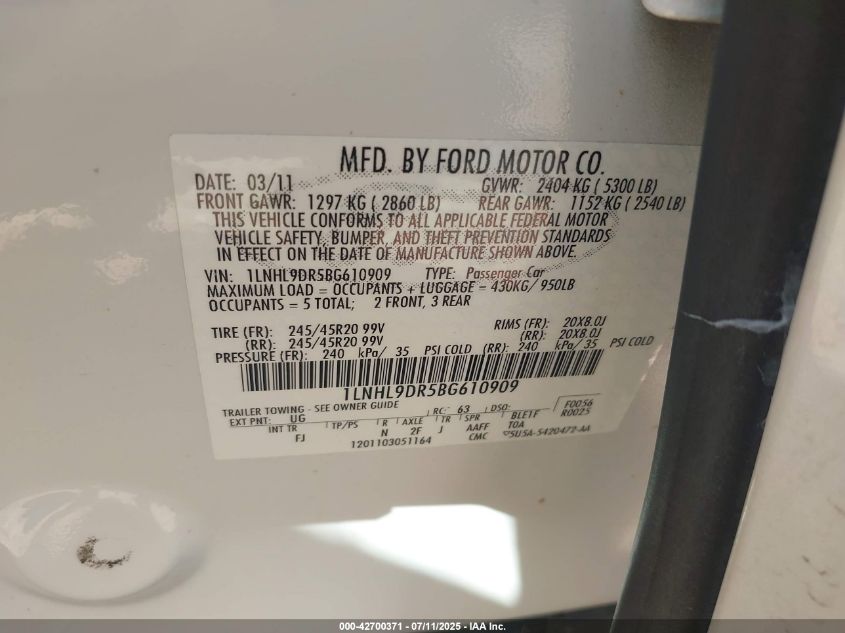 MFD. BY FORD MOTOR CO.
DATE: 03/11 GVWR: 2404 KG ( 5300 LB)
FRONT GAWR: 1297 KG ( 2860 LB) REAR GAWR: 1152 KG ( 2540 LB)
THIS VEHICLE CONFORMS TO ALL APPLICABLE FEDERAL MOTOR
VEHICLE SAFETY, BUMPER, AND THEFT PREVENTION STANDARDS
IN EFFECT ON THE DATE OF MANUFACTURE SHOWN ABOVE.
VIN: 1LNHL9DR5BG610909 TYPE: Passenger Car
MAXIMUM LOAD = OCCUPANTS + LUGGAGE = 430KG/ 950LB
OCCUPANTS = 5 TOTAL; 2 FRONT, 3 REAR
TIRE (FR): 245/45R20 99V RIMS (FR): 20X8.0J
(RR): 245/45R20 99V (RR): 20X8.0J
PRESSURE (FR): 240 kPa/ 35 PSI COLD (RR): 240 kPa/ 35 PSI COLD
1LNHL9DR5BG610909
TRAILER TOWING - SEE OWNER GUIDE RC: 63 DSO: F0056
EXT PNT: UG R0025
INT TR TP/PS R AXLE TR SPR BLETF
FJ N 2F J AAFF TOA
1201103051164 CMC 5U5A-5420472-AA
000-42700371 / 07/11/2025 - IAA Inc.